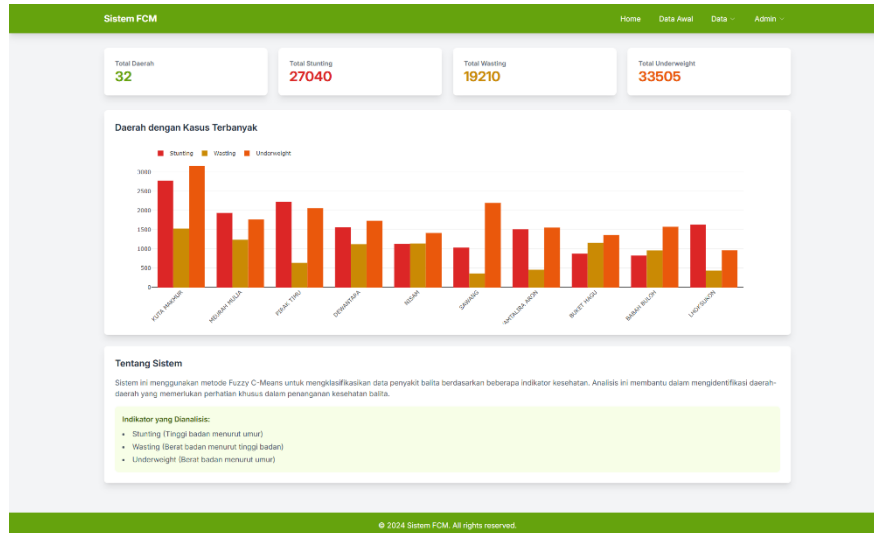 Sistem FCM
Home Data Awal Data Admin
Total Daerah
32
Total Stunting
27040
Total Wasting
19210
Total Underweight
33505
Daerah dengan Kasus Terbanyak
Stunting Wasting Underweight
3000
2500
2000
1500
1000
500
0
KUTA MAKMUR
MEURAH MULIA
PIRAK TIMU
DEWANTARA
NISAM
SAWANG
BUKET HAGU
BABAH BULOH
LHOKSUKON
Tentang Sistem
Sistem ini menggunakan metode Fuzzy C-Means untuk mengklasifikasikan data penyakit balita berdasarkan beberapa indikator kesehatan. Analisis ini membantu dalam mengidentifikasi daerah-
daerah yang memerlukan perhatian khusus dalam penanganan kesehatan balita.
Indikator yang Dianalisis:
• Stunting (Tinggi badan menurut umur)
• Wasting (Berat badan menurut tinggi badan)
• Underweight (Berat badan menurut umur)
© 2024 Sistem FCM. All rights reserved.